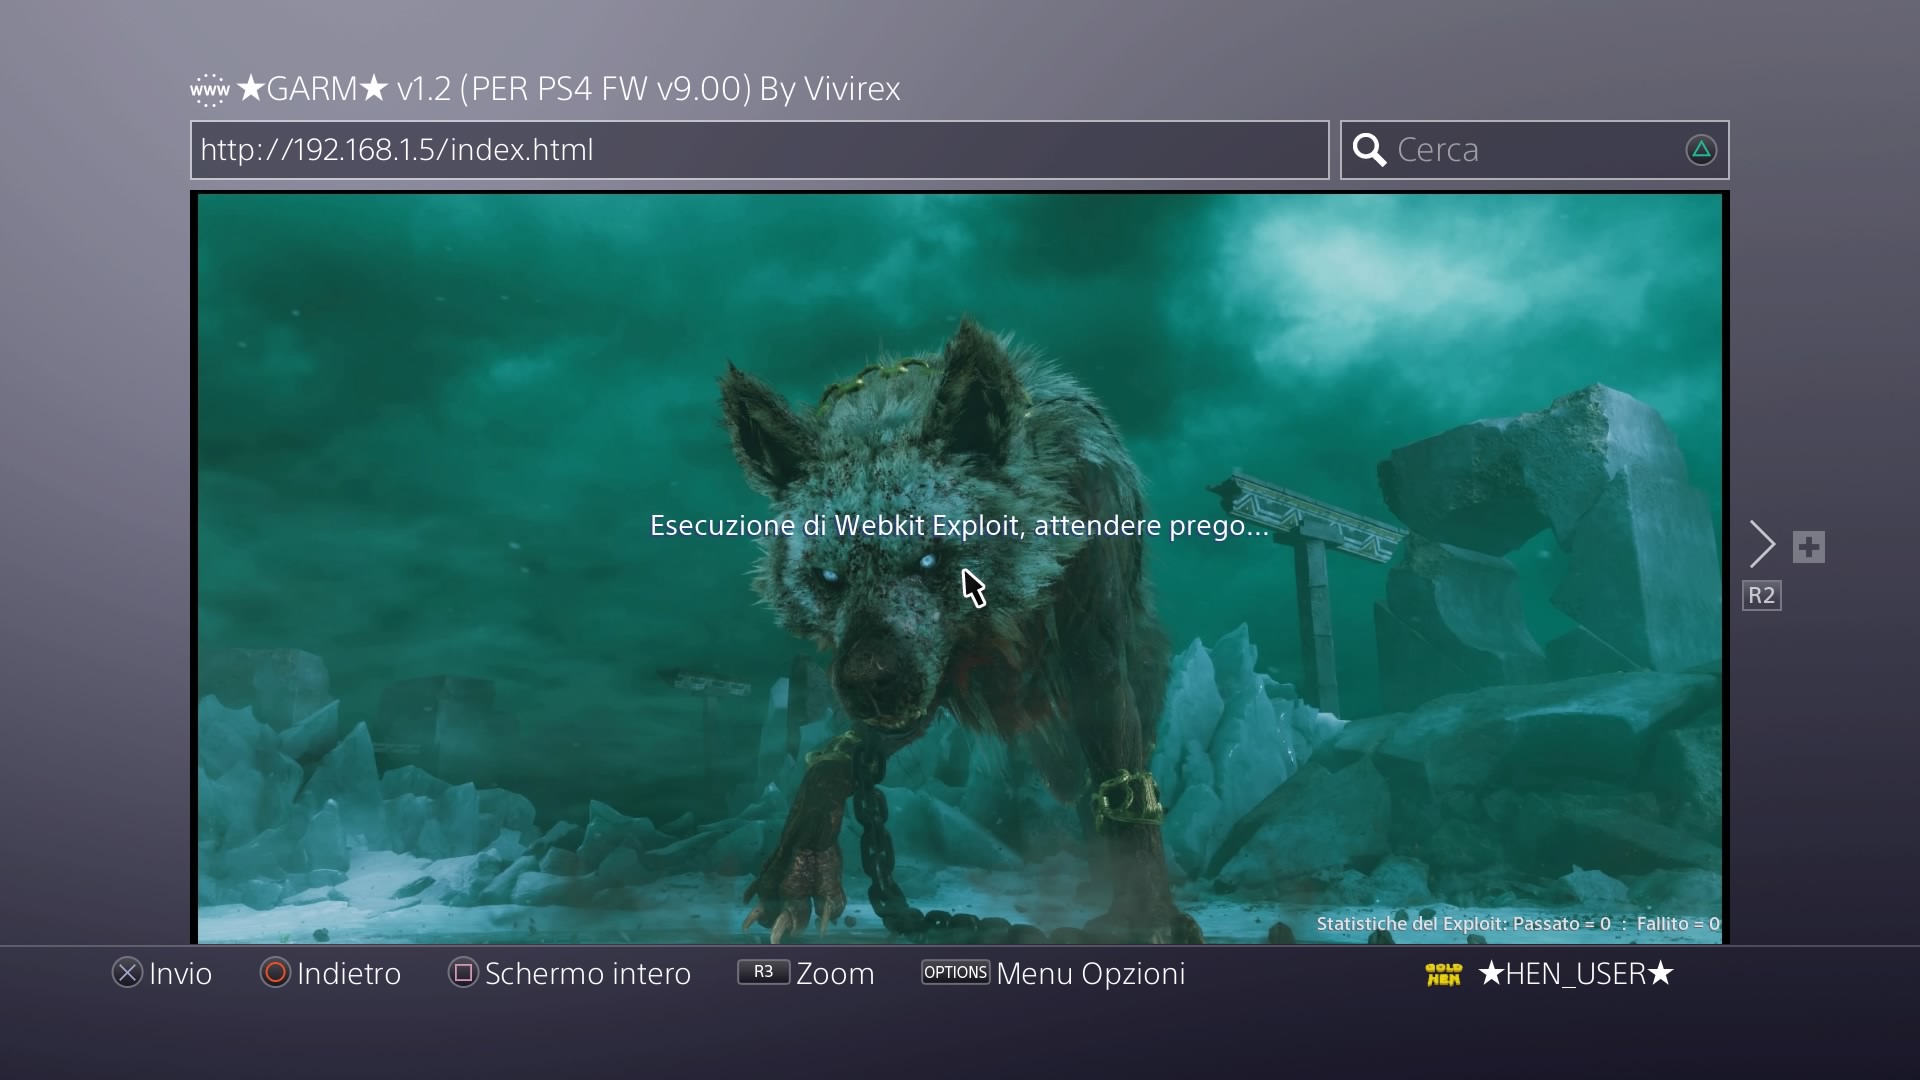 www ★GARM★ v1.2 (PER PS4 FW v9.00) By Vivirex
http://192.168.1.5/index.html
Cerca
Esecuzione di Webkit Exploit, attendere prego...
R2
Statistiche del Exploit: Passato = 0 : Fallito = 0
Invio Indietro Schermo intero R3 Zoom OPTIONS Menu Opzioni GOLD HEN ★HEN_USER★